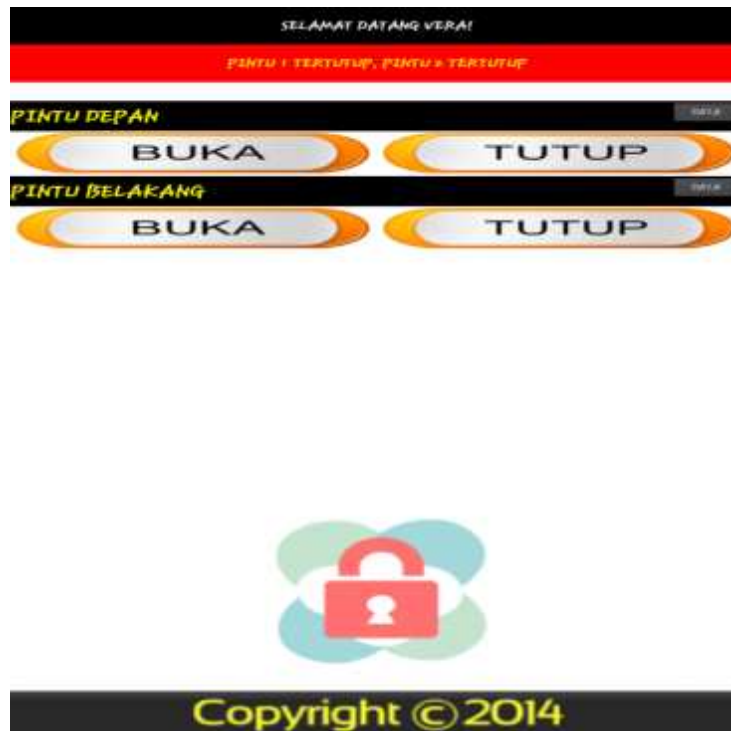 SELAMAT DATANG VERA!
PINTU 1 TERTUTUP, PINTU 2 TERTUTUP
PINTU DEPAN
BUKA TUTUP
PINTU BELAKANG
BUKA TUTUP
Copyright © 2014